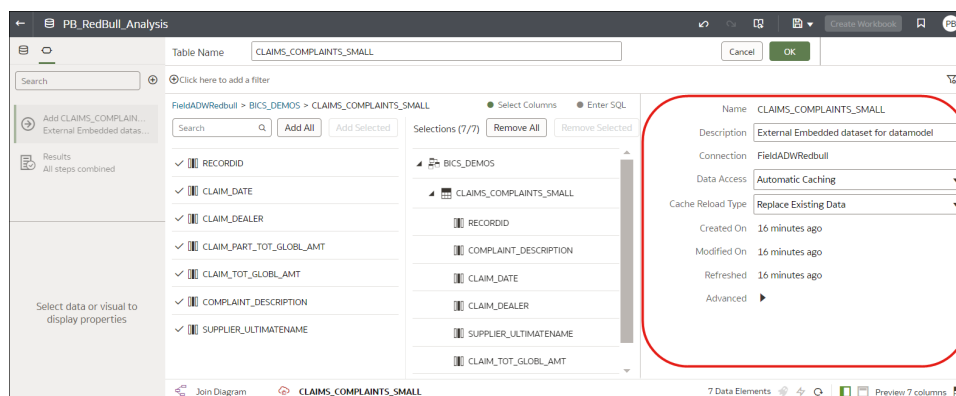 PB_RedBull_Analysis
Create Workbook
PB
Table Name
CLAIMS_COMPLAINTS_SMALL
Cancel
OK
Search
Click here to add a filter
Add CLAIMS_COMPLAIN...
External Embedded datas...
Results
All steps combined
Select data or visual to
display properties
FieldADWRedbull > BICS_DEMOS > CLAIMS_COMPLAINTS_SMALL
Select Columns
Enter SQL
Search
Add All
Add Selected
Selections (7/7)
Remove All
Remove Selected
RECORDID
CLAIM_DATE
CLAIM_DEALER
CLAIM_PART_TOT_GLOBL_AMT
CLAIM_TOT_GLOBL_AMT
COMPLAINT_DESCRIPTION
SUPPLIER_ULTIMATENAME
BICS_DEMOS
CLAIMS_COMPLAINTS_SMALL
RECORDID
COMPLAINT_DESCRIPTION
CLAIM_DATE
CLAIM_DEALER
SUPPLIER_ULTIMATENAME
CLAIM_TOT_GLOBL_AMT
Name CLAIMS_COMPLAINTS_SMALL
Description External Embedded dataset for datamodel
Connection FieldADWRedbull
Data Access Automatic Caching
Cache Reload Type Replace Existing Data
Created On 16 minutes ago
Modified On 16 minutes ago
Refreshed 16 minutes ago
Advanced
Join Diagram
CLAIMS_COMPLAINTS_SMALL
7 Data Elements
Preview 7 columns